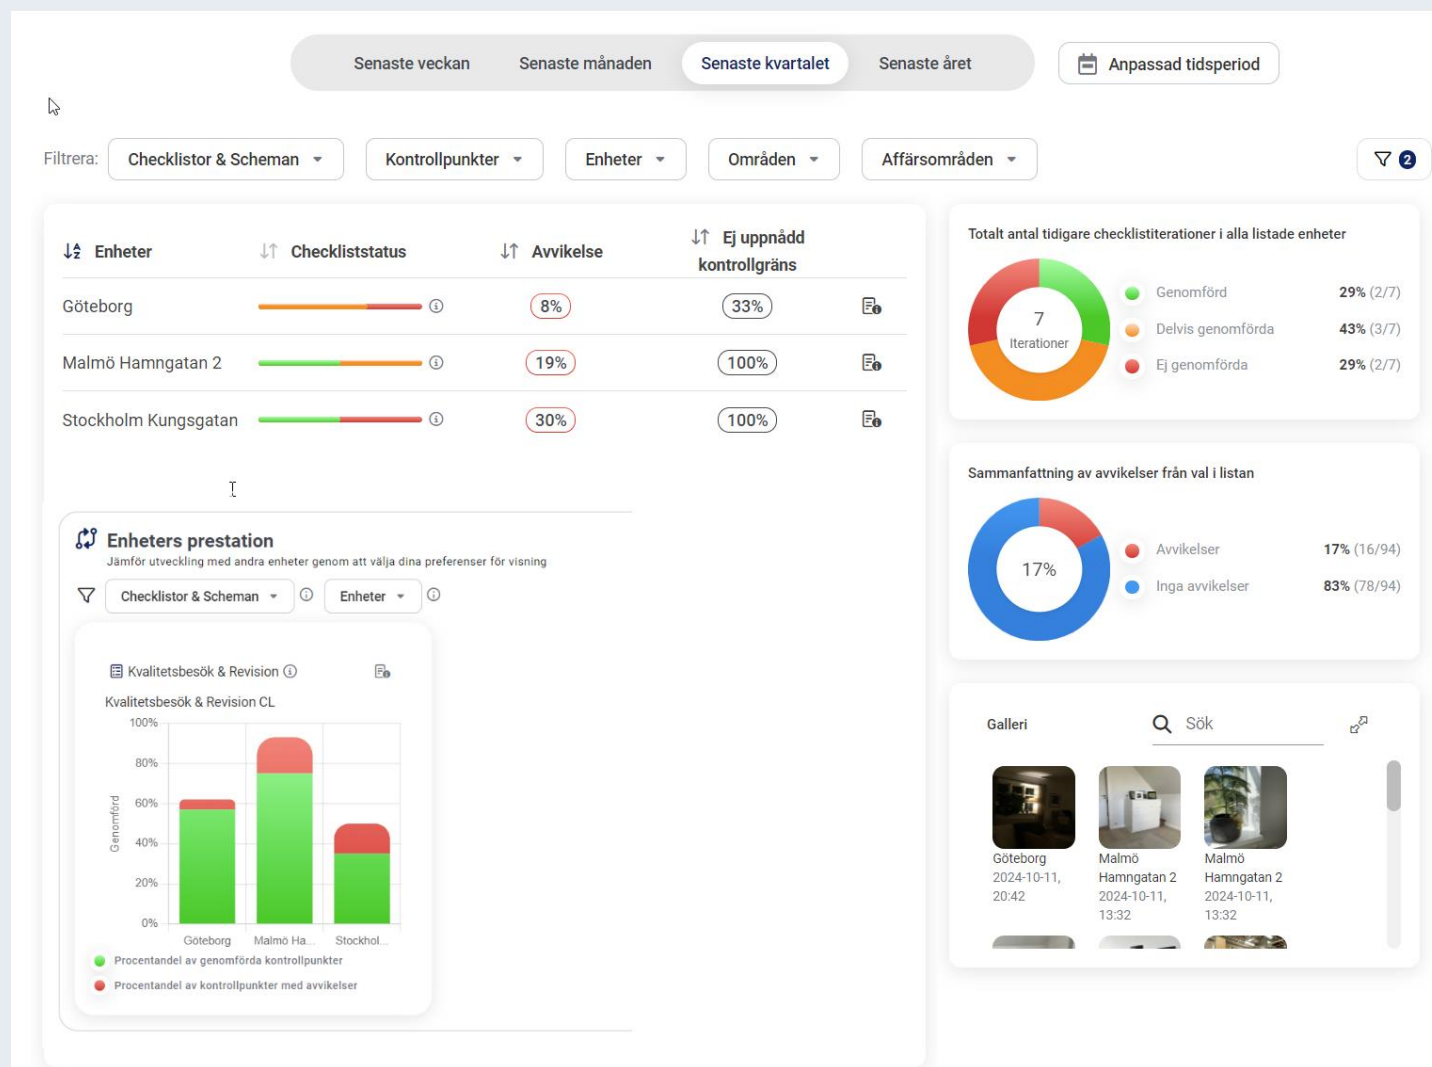 Senaste veckan
Senaste månaden
Senaste kvartalet
Senaste året
Anpassad tidsperiod
Filtrera:
Checklistor & Scheman
Kontrollpunkter
Enheter
Områden
Affärsområden
2
Enheter
Checkliststatus
Avvikelse
Ej uppnådd
kontrollgräns
Göteborg
8%
33%
Malmö Hamngatan 2
19%
100%
Stockholm Kungsgatan
30%
100%
Enheters prestation
Jämför utveckling med andra enheter genom att välja dina preferenser för visning
Checklistor & Scheman
Enheter
Kvalitetsbesök & Revision
Kvalitetsbesök & Revision CL
100%
80%
60%
40%
20%
0%
Genomförd
Göteborg
Malmö Ha...
Stockhol...
Procentandel av genomförda kontrollpunkter
Procentandel av kontrollpunkter med avvikelser
Totalt antal tidigare checklistiterationer i alla listade enheter
7
Iterationer
Genomförd 29% (2/7)
Delvis genomförda 43% (3/7)
Ej genomförda 29% (2/7)
Sammanfattning av avvikelser från val i listan
17%
Avvikelser 17% (16/94)
Inga avvikelser 83% (78/94)
Galleri
Sök
Göteborg
2024-10-11,
20:42
Malmö
Hamngatan 2
2024-10-11,
13:32
Malmö
Hamngatan 2
2024-10-11,
13:32